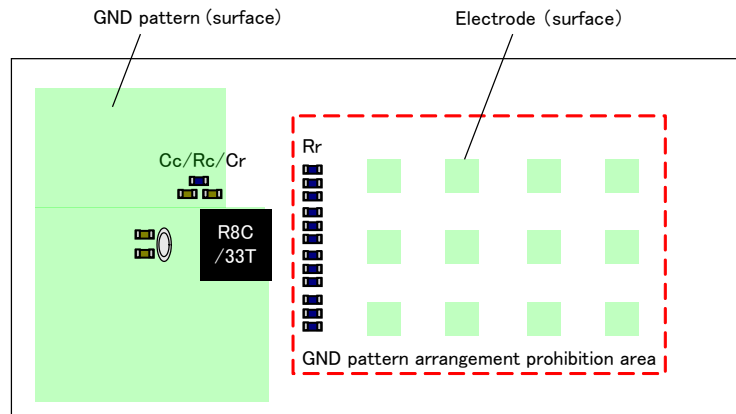 GND pattern (surface)
Electrode (surface)
Cc/Rc/Cr
Rr
R8C
/33T
GND pattern arrangement prohibition area